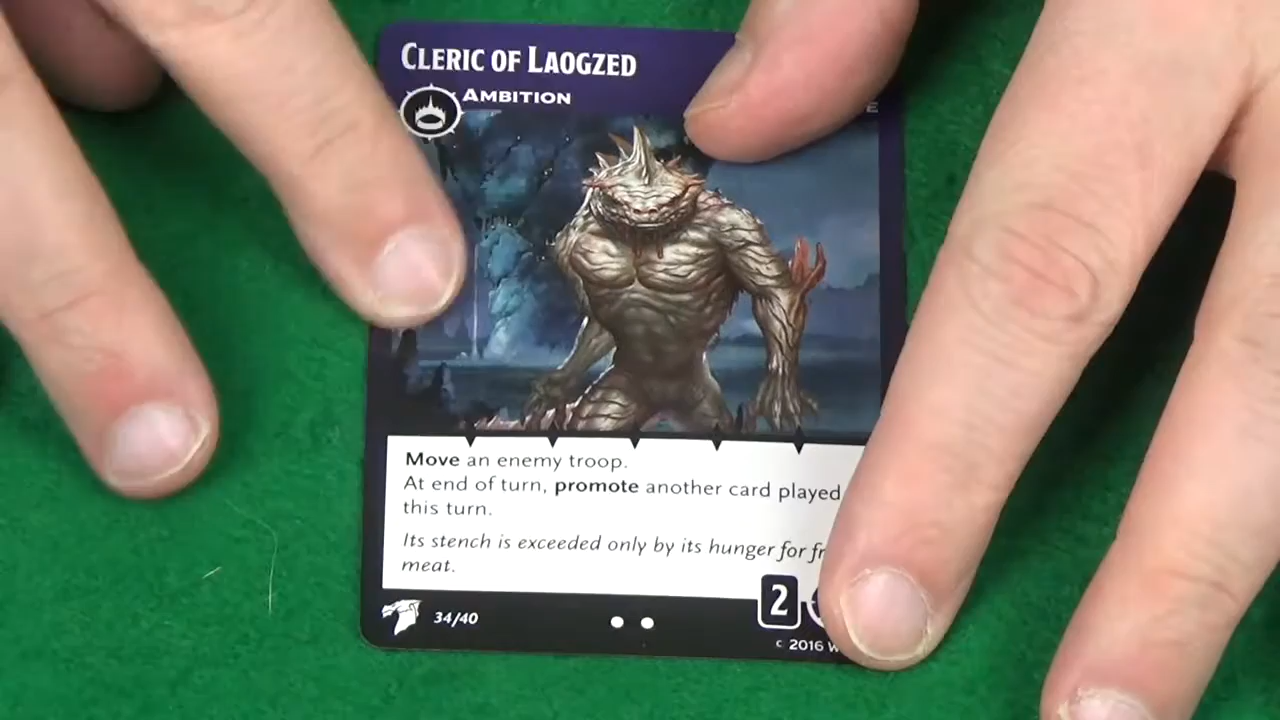 CLERIC OF LAOGZED
AMBITION
E
Move an enemy troop.
At end of turn, promote another card played
this turn.
Its stench is exceeded only by its hunger for
meat.
34/40
2
c 2016